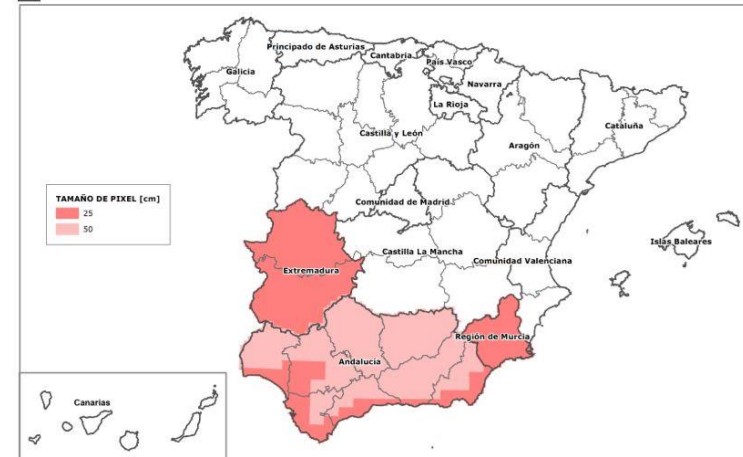 Principado de Asturias
Cantabria
País Vasco
Galicia
Navarra
La Rioja
Castilla y León
Cataluña
Aragón
TAMAÑO DE PIXEL [cm]
25
50
Comunidad de Madrid
Islas Baleares
Castilla La Mancha
Comunidad Valenciana
Extremadura
Región de Murcia
Andalucía
Canarias